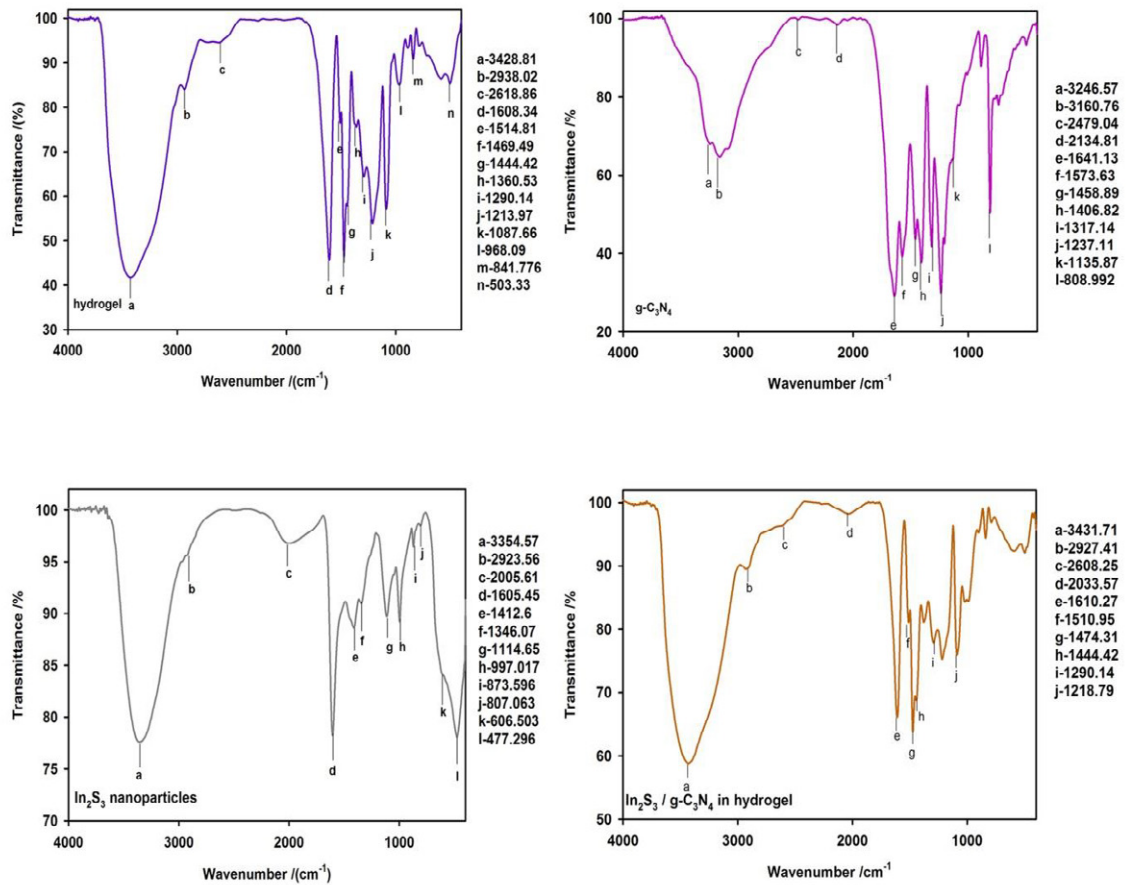 100
90
80
70
60
50
40
30
4000
3000
2000
1000
Transmittance /(%)
Wavenumber /(cm-1)
hydrogel
a
b
c
d
e
f
g
h
i
j
k
l
m
n
a-3428.81
b-2938.02
c-2618.86
d-1608.34
e-1514.81
f-1469.49
g-1444.42
h-1360.53
i-1290.14
j-1213.97
k-1087.66
l-968.09
m-841.776
n-503.33
100
80
60
40
20
4000
3000
2000
1000
Transmittance /%
Wavenumber /cm-1
g-C3N4
a
b
c
d
e
f
g
h
i
j
k
l
a-3246.57
b-3160.76
c-2479.04
d-2134.81
e-1641.13
f-1573.63
g-1458.89
h-1406.82
i-1317.14
j-1237.11
k-1135.87
l-808.992
100
95
90
85
80
75
70
4000
3000
2000
1000
Transmittance /%
Wavenumber /(cm-1)
In2S3 nanoparticles
a
b
c
d
e
f
g
h
i
j
k
l
a-3354.57
b-2923.56
c-2005.61
d-1605.45
e-1412.6
f-1346.07
g-1114.65
h-997.017
i-873.596
j-807.063
k-606.503
l-477.296
100
90
80
70
60
50
4000
3000
2000
1000
Transmittance /%
Wavenumber /cm-1
In2S3 / g-C3N4 in hydrogel
a
b
c
d
e
f
g
h
i
j
a-3431.71
b-2927.41
c-2608.25
d-2033.57
e-1610.27
f-1510.95
g-1474.31
h-1444.42
i-1290.14
j-1218.79